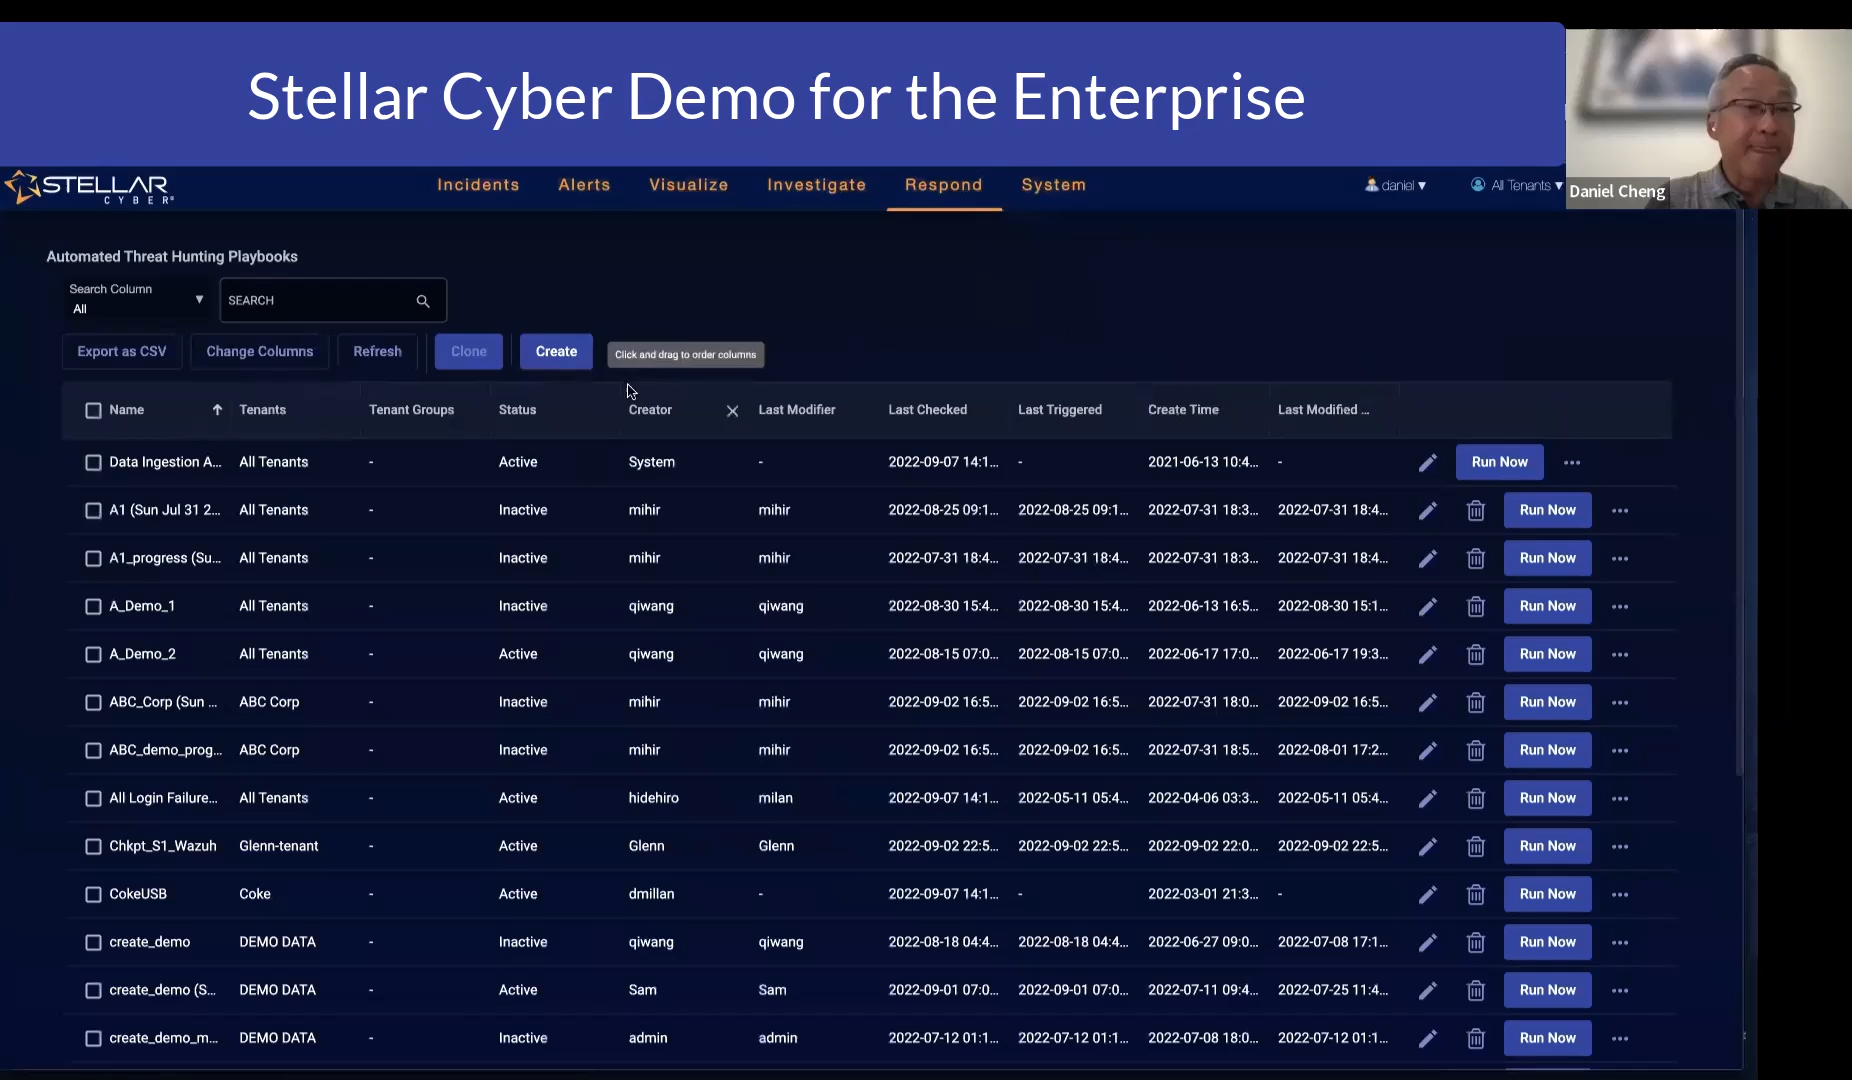 Stellar Cyber Demo for the Enterprise
STELLAR
CYBER®
Incidents Alerts Visualize Investigate Respond System
daniel All Tenants
Daniel Cheng
Automated Threat Hunting Playbooks
Search Column
All
SEARCH
Export as CSV Change Columns Refresh Clone Create Click and drag to order columns
Name Tenants Tenant Groups Status Creator Last Modifier Last Checked Last Triggered Create Time Last Modified ...
Data Ingestion A... All Tenants - Active System - 2022-09-07 14:1... - 2021-06-13 10:4... - Run Now
A1 (Sun Jul 31 2... All Tenants - Inactive mihir mihir 2022-08-25 09:1... 2022-08-25 09:1... 2022-07-31 18:3... 2022-07-31 18:4... Run Now
A1_progress (Su... All Tenants - Inactive mihir mihir 2022-07-31 18:4... 2022-07-31 18:4... 2022-07-31 18:3... 2022-07-31 18:4... Run Now
A_Demo_1 All Tenants - Inactive qiwang qiwang 2022-08-30 15:4... 2022-08-30 15:4... 2022-06-13 16:5... 2022-08-30 15:1... Run Now
A_Demo_2 All Tenants - Active qiwang qiwang 2022-08-15 07:0... 2022-08-15 07:0... 2022-06-17 17:0... 2022-06-17 19:3... Run Now
ABC_Corp (Sun ... ABC Corp - Inactive mihir mihir 2022-09-02 16:5... 2022-09-02 16:5... 2022-07-31 18:0... 2022-09-02 16:5... Run Now
ABC_demo_prog... ABC Corp - Inactive mihir mihir 2022-09-02 16:5... 2022-09-02 16:5... 2022-07-31 18:5... 2022-08-01 17:2... Run Now
All Login Failure... All Tenants - Active hidehiro milan 2022-09-07 14:1... 2022-05-11 05:4... 2022-04-06 03:3... 2022-05-11 05:4... Run Now
Chkpt_S1_Wazuh Glenn-tenant - Active Glenn Glenn 2022-09-02 22:5... 2022-09-02 22:5... 2022-09-02 22:0... 2022-09-02 22:5... Run Now
CokeUSB Coke - Active dmillan - 2022-09-07 14:1... - 2022-03-01 21:3... - Run Now
create_demo DEMO DATA - Inactive qiwang qiwang 2022-08-18 04:4... 2022-08-18 04:4... 2022-06-27 09:0... 2022-07-08 17:1... Run Now
create_demo (S... DEMO DATA - Active Sam Sam 2022-09-01 07:0... 2022-09-01 07:0... 2022-07-11 09:4... 2022-07-25 11:4... Run Now
create_demo_m... DEMO DATA - Inactive admin admin 2022-07-12 01:1... 2022-07-12 01:1... 2022-07-08 18:0... 2022-07-12 01:1... Run Now